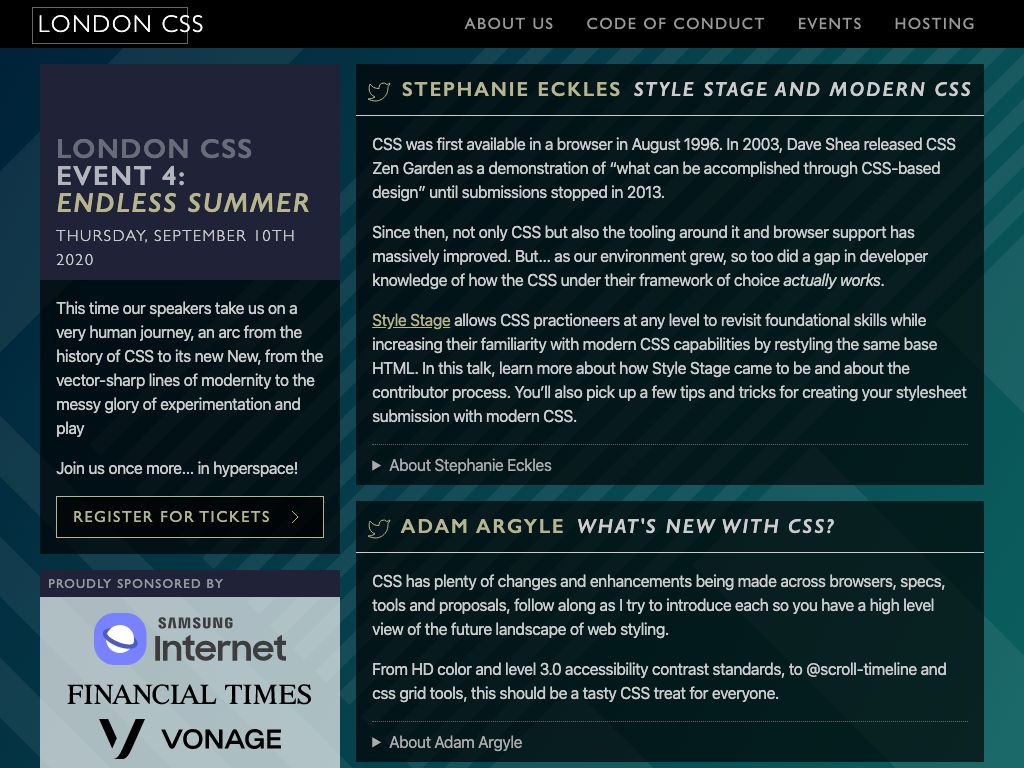 LONDON CSS
ABOUT US
CODE OF CONDUCT
EVENTS
HOSTING
LONDON CSS
EVENT 4:
ENDLESS SUMMER
THURSDAY, SEPTEMBER 10TH
2020
This time our speakers take us on a
very human journey, an arc from the
history of CSS to its new New, from the
vector-sharp lines of modernity to the
messy glory of experimentation and
play
Join us once more... in hyperspace!
REGISTER FOR TICKETS
PROUDLY SPONSORED BY
SAMSUNG
Internet
FINANCIAL TIMES
VONAGE
STEPHANIE ECKLES STYLE STAGE AND MODERN CSS
CSS was first available in a browser in August 1996. In 2003, Dave Shea released CSS
Zen Garden as a demonstration of “what can be accomplished through CSS-based
design” until submissions stopped in 2013.
Since then, not only CSS but also the tooling around it and browser support has
massively improved. But... as our environment grew, so too did a gap in developer
knowledge of how the CSS under their framework of choice actually works.
Style Stage allows CSS practioneers at any level to revisit foundational skills while
increasing their familiarity with modern CSS capabilities by restyling the same base
HTML. In this talk, learn more about how Style Stage came to be and about the
contributor process. You’ll also pick up a few tips and tricks for creating your stylesheet
submission with modern CSS.
About Stephanie Eckles
ADAM ARGYLE WHAT'S NEW WITH CSS?
CSS has plenty of changes and enhancements being made across browsers, specs,
tools and proposals, follow along as I try to introduce each so you have a high level
view of the future landscape of web styling.
From HD color and level 3.0 accessibility contrast standards, to @scroll-timeline and
css grid tools, this should be a tasty CSS treat for everyone.
About Adam Argyle